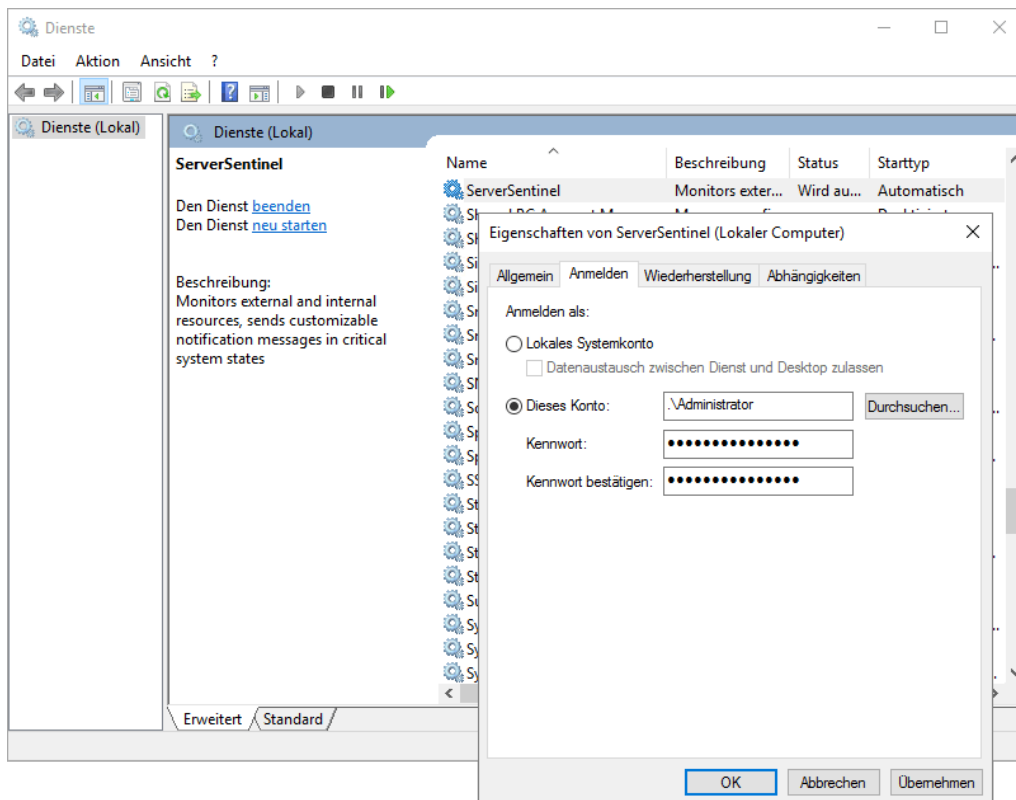 Dienste
Datei Aktion Ansicht ?
Dienste (Lokal)
Dienste (Lokal)
ServerSentinel
Den Dienst beenden
Den Dienst neu starten
Beschreibung:
Monitors external and internal
resources, sends customizable
notification messages in critical
system states
Name Beschreibung Status Starttyp
ServerSentinel Monitors exter... Wird au... Automatisch
Eigenschaften von ServerSentinel (Lokaler Computer)
Allgemein Anmelden Wiederherstellung Abhängigkeiten
Anmelden als:
Lokales Systemkonto
Datenaustausch zwischen Dienst und Desktop zulassen
Dieses Konto: .\Administrator Durchsuchen...
Kennwort: •••••••••••••••
Kennwort bestätigen: •••••••••••••••
Erweitert Standard
OK Abbrechen Übernehmen